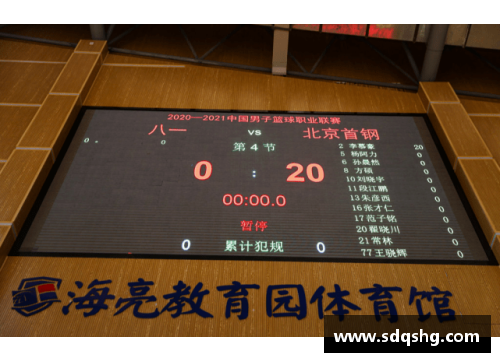 2020—2021中国男子篮球职业联赛
八一 VS 北京首钢
第 4 节
0 : 20
00:00.0
暂停
0 累计犯规 0
0 0
2 李慕豪 20
5 杨阿力 0
6 孙晟然 0
8 方硕 0
10 刘晓宇 0
11 段江鹏 0
13 朱彦西 0
16 张才仁 0
17 范子铭 0
20 翟晓川 0
21 常林 0
77 王骁辉 0
海亮教育园体育馆
www.sdqshg.com